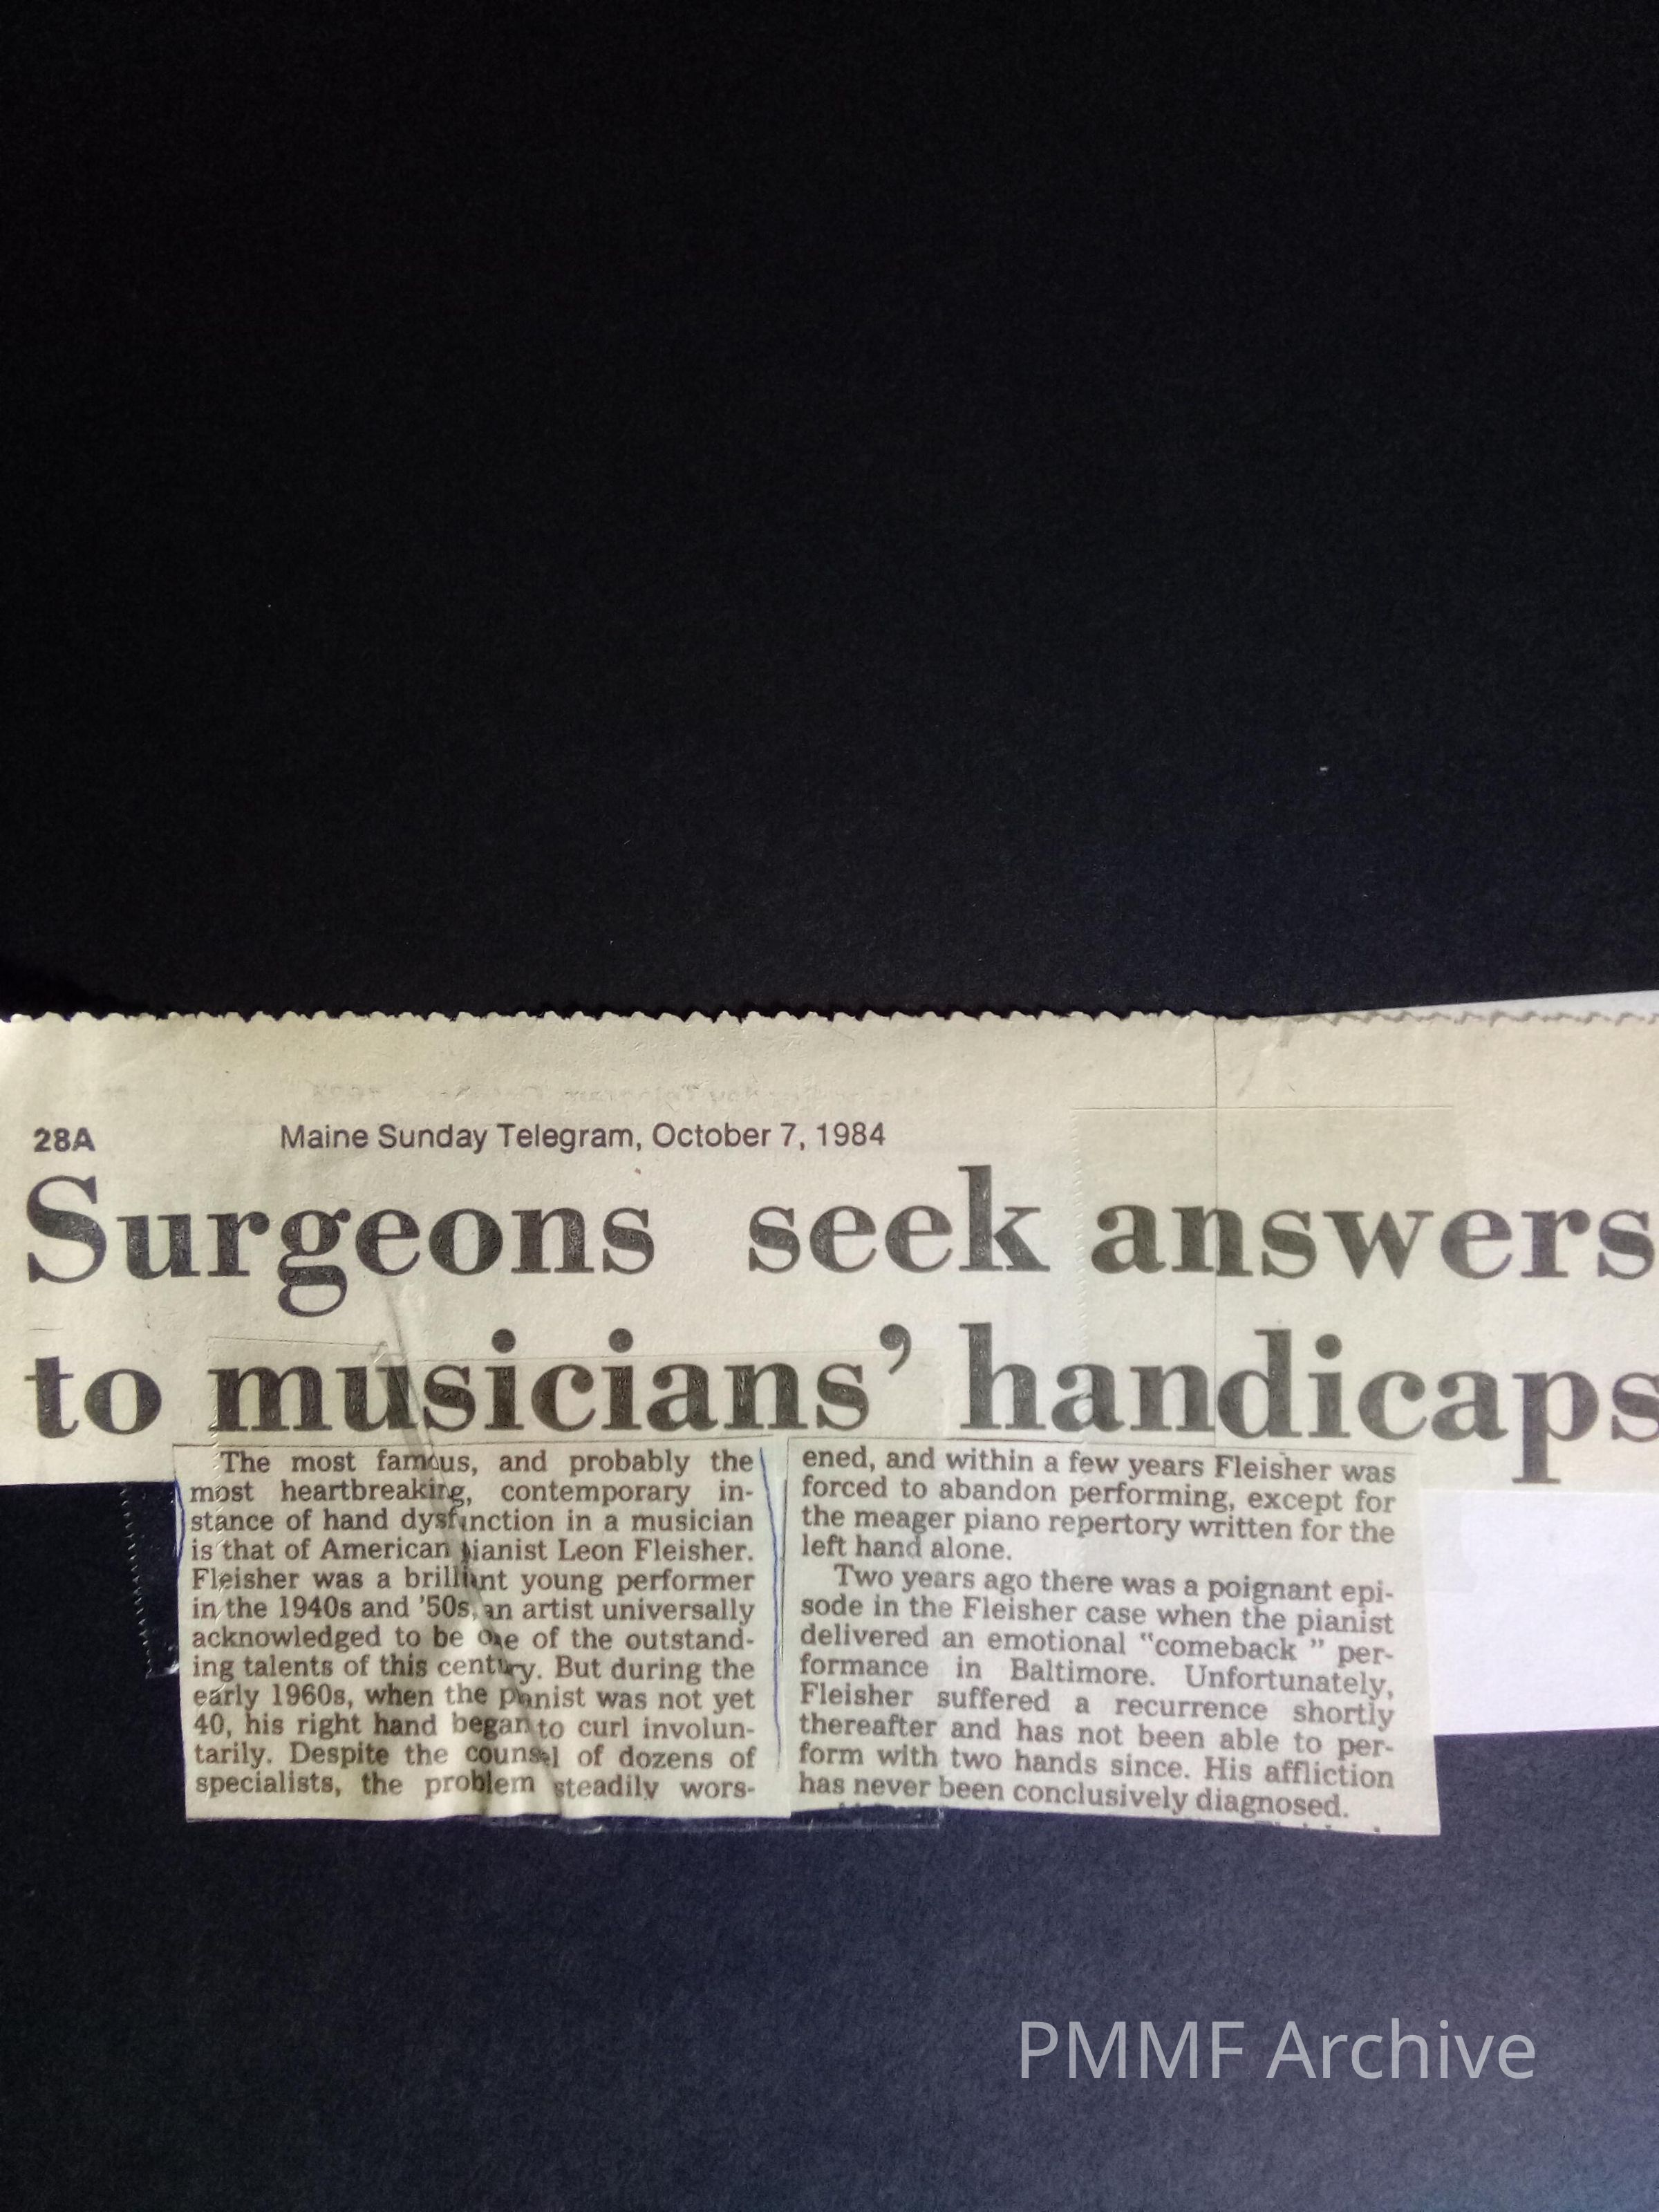 28A
Maine Sunday Telegram, October 7, 1984
Surgeons seek answers
to musicians’ handicaps
The most famous, and probably the
most heartbreaking, contemporary in-
stance of hand dysfunction in a musician
is that of American pianist Leon Fleisher.
Fleisher was a brilliant young performer
in the 1940s and '50s, an artist universally
acknowledged to be one of the outstand-
ing talents of this century. But during the
early 1960s, when the pianist was not yet
40, his right hand began to curl involun-
tarily. Despite the counsel of dozens of
specialists, the problem steadily wors-
ened, and within a few years Fleisher was
forced to abandon performing, except for
the meager piano repertory written for the
left hand alone.
Two years ago there was a poignant epi-
sode in the Fleisher case when the pianist
delivered an emotional “comeback ” per-
formance in Baltimore. Unfortunately,
Fleisher suffered a recurrence shortly
thereafter and has not been able to per-
form with two hands since. His affliction
has never been conclusively diagnosed.
PMMF Archive